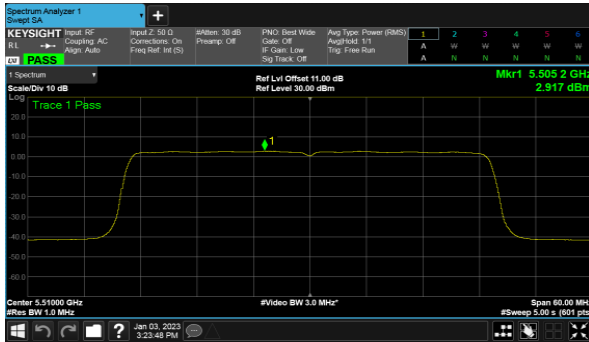 Spectrum Analyzer 1
Swept SA
+
KEYSIGHT Input: RF Input Z: 50 Ω #Atten: 30 dB PNO: Best Wide Avg Type: Power (RMS) 1 2 3 4 5 6
RL Coupling: AC Corrections: On Preamp: Off Gate: Off Avg|Hold: 1/1 A W W W W W
Align: Auto Freq Ref: Int (S) IF Gain: Low Trig: Free Run
LXI PASS Sig Track: Off A N N N N N
1 Spectrum Ref Lvl Offset 11.00 dB Mkr1 5.505 2 GHz
Scale/Div 10 dB Ref Level 30.00 dBm 2.917 dBm
Log
Trace 1 Pass
20.0
10.0
1
0.00
-10.0
-20.0
-30.0
-40.0
-50.0
-60.0
Center 5.51000 GHz #Video BW 3.0 MHz* Span 60.00 MHz
#Res BW 1.0 MHz #Sweep 5.00 s (601 pts)
? Jan 03, 2023
3:23:48 PM